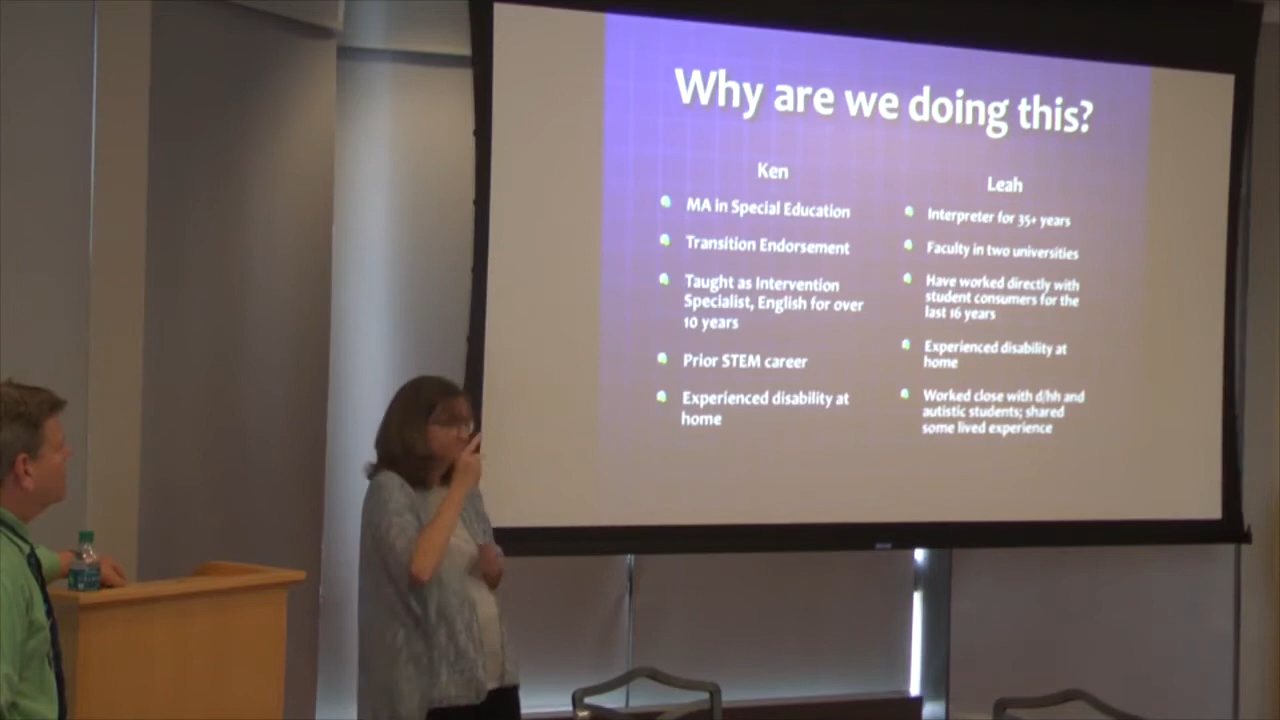 Why are we doing this?
Ken
MA in Special Education
Transition Endorsement
Taught as Intervention
Specialist, English for over
10 years
Prior STEM career
Experienced disability at
home
Leah
Interpreter for 35+ years
Faculty in two universities
Have worked directly with
student consumers for the
last 16 years
Experienced disability at
home
Worked close with d/hh and
autistic students; shared
some lived experience